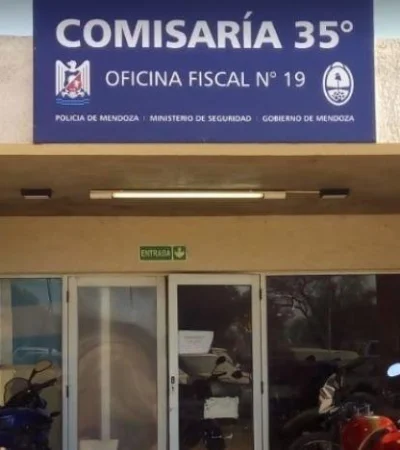 COMISARÍA 35°
OFICINA FISCAL N° 19
POLICIA DE MENDOZA | MINISTERIO DE SEGURIDAD | GOBIERNO DE MENDOZA
ENTRADA